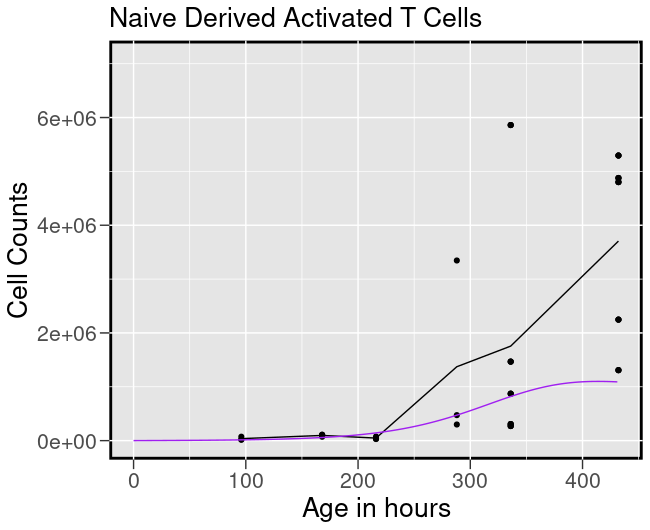 Naive Derived Activated T Cells
6e+06
4e+06
2e+06
0e+00
Cell Counts
0 100 200 300 400
Age in hours